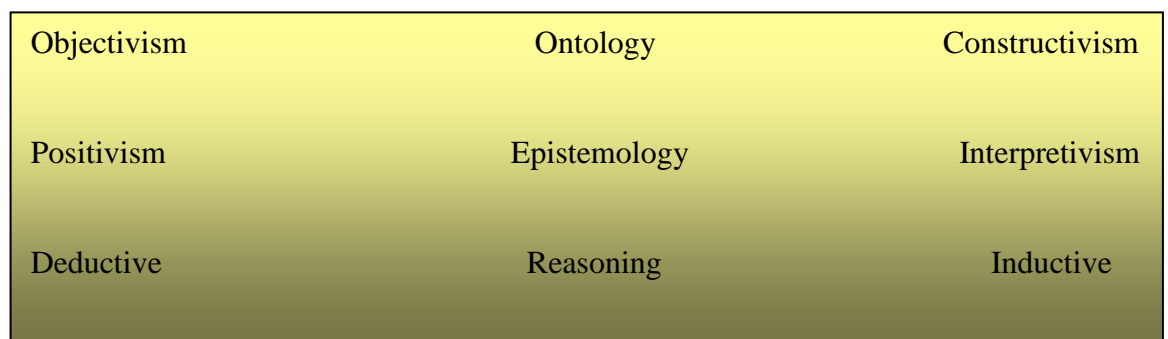 Objectivism Ontology Constructivism
Positivism Epistemology Interpretivism
Deductive Reasoning Inductive